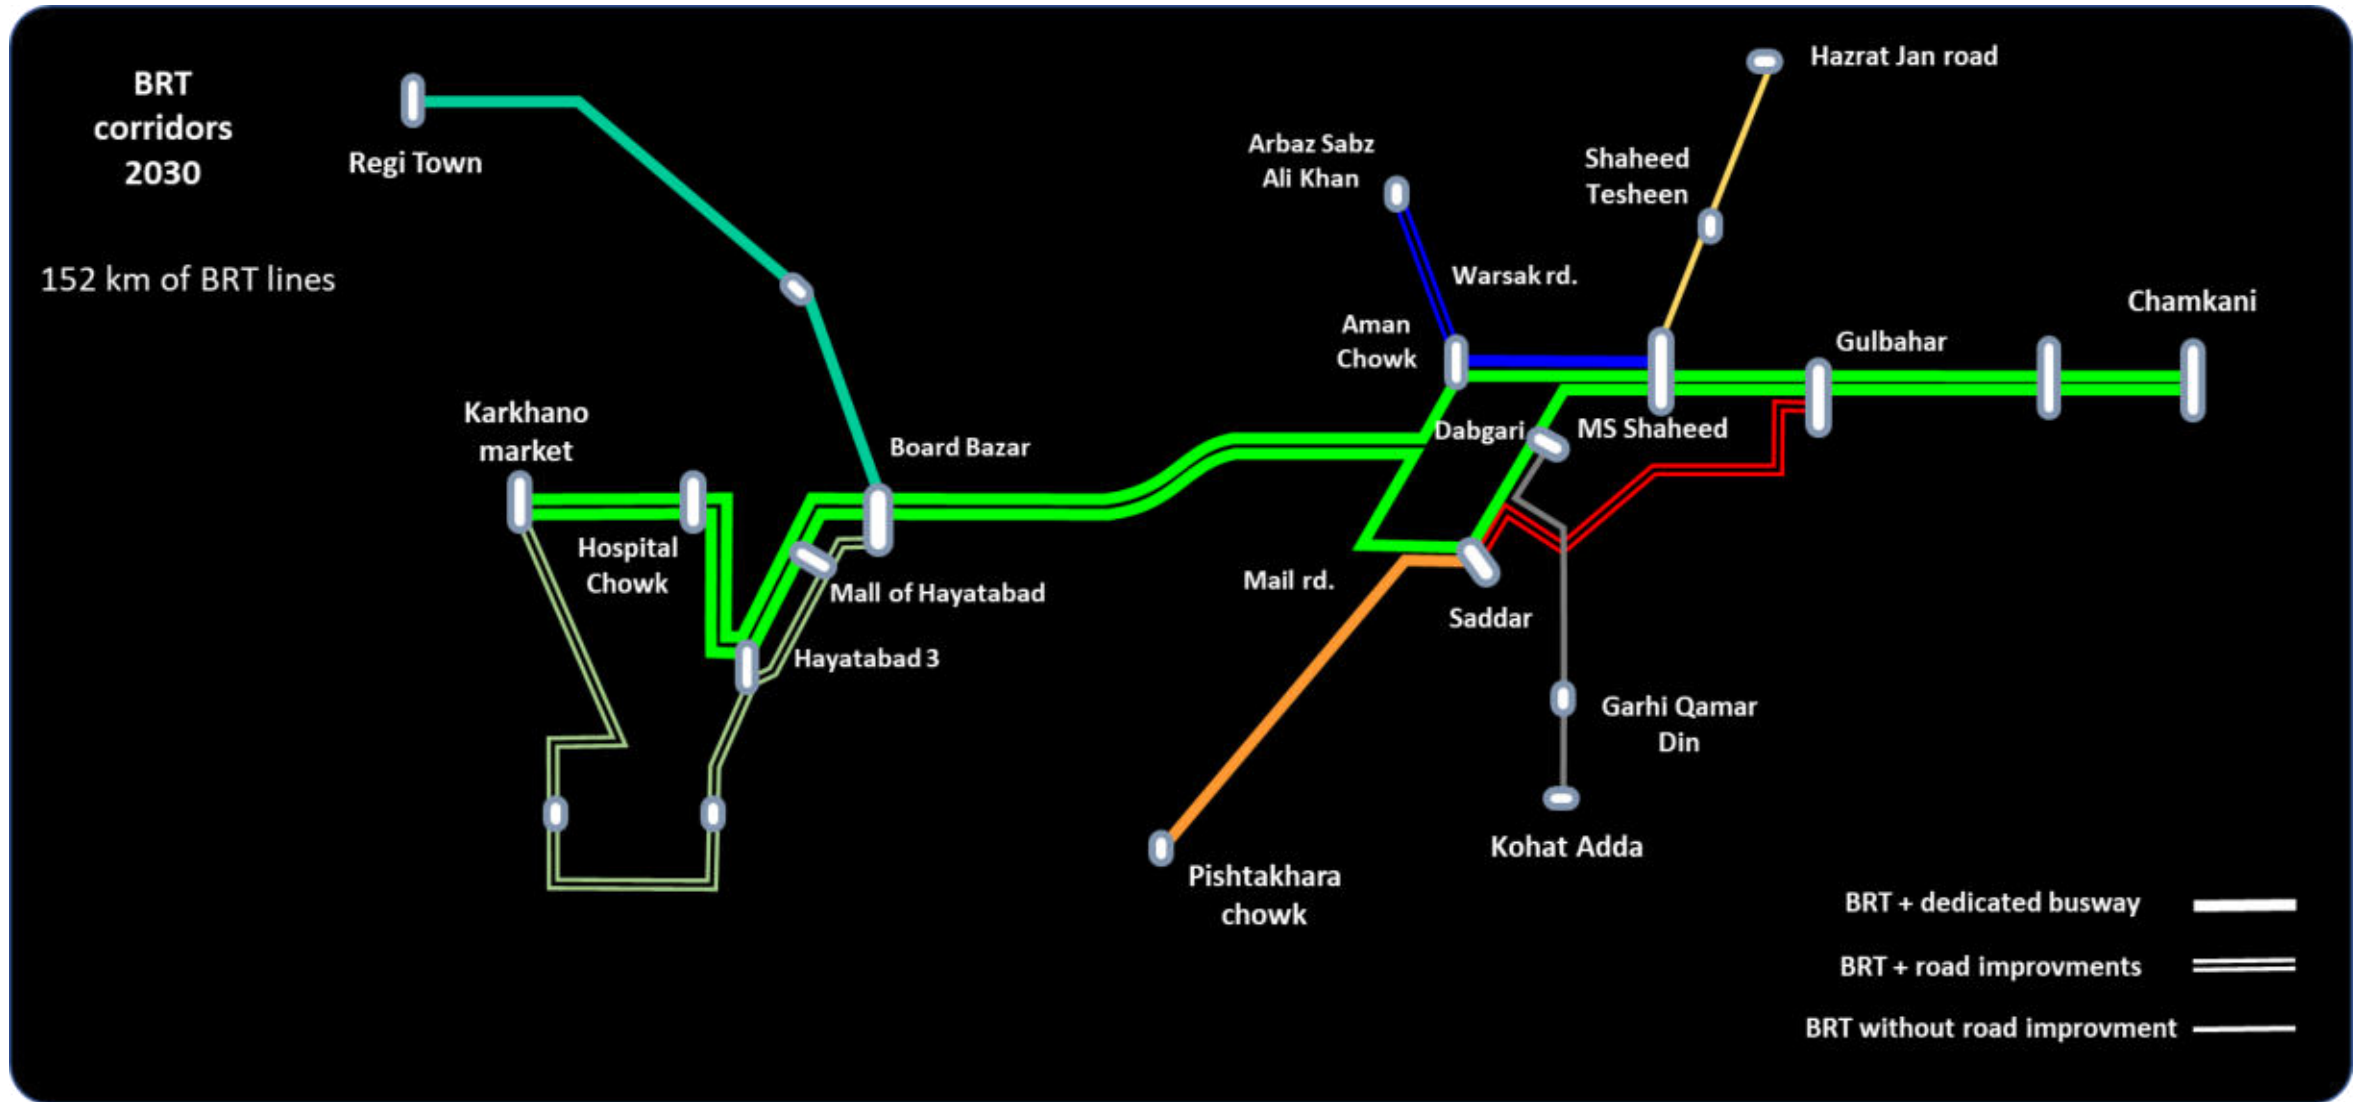 BRT
corridors
2030
152 km of BRT lines
Regi Town
Hazrat Jan road
Arbaz Sabz
Ali Khan
Shaheed
Tesheen
Warsak rd.
Aman
Chowk
Gulbahar
Chamkani
Karkhano
market
Board Bazar
Dabgari
MS Shaheed
Hospital
Chowk
Mall of Hayatabad
Hayatabad 3
Mail rd.
Saddar
Garhi Qamar
Din
Kohat Adda
Pishtakhara
chowk
BRT + dedicated busway
BRT + road improvments
BRT without road improvment